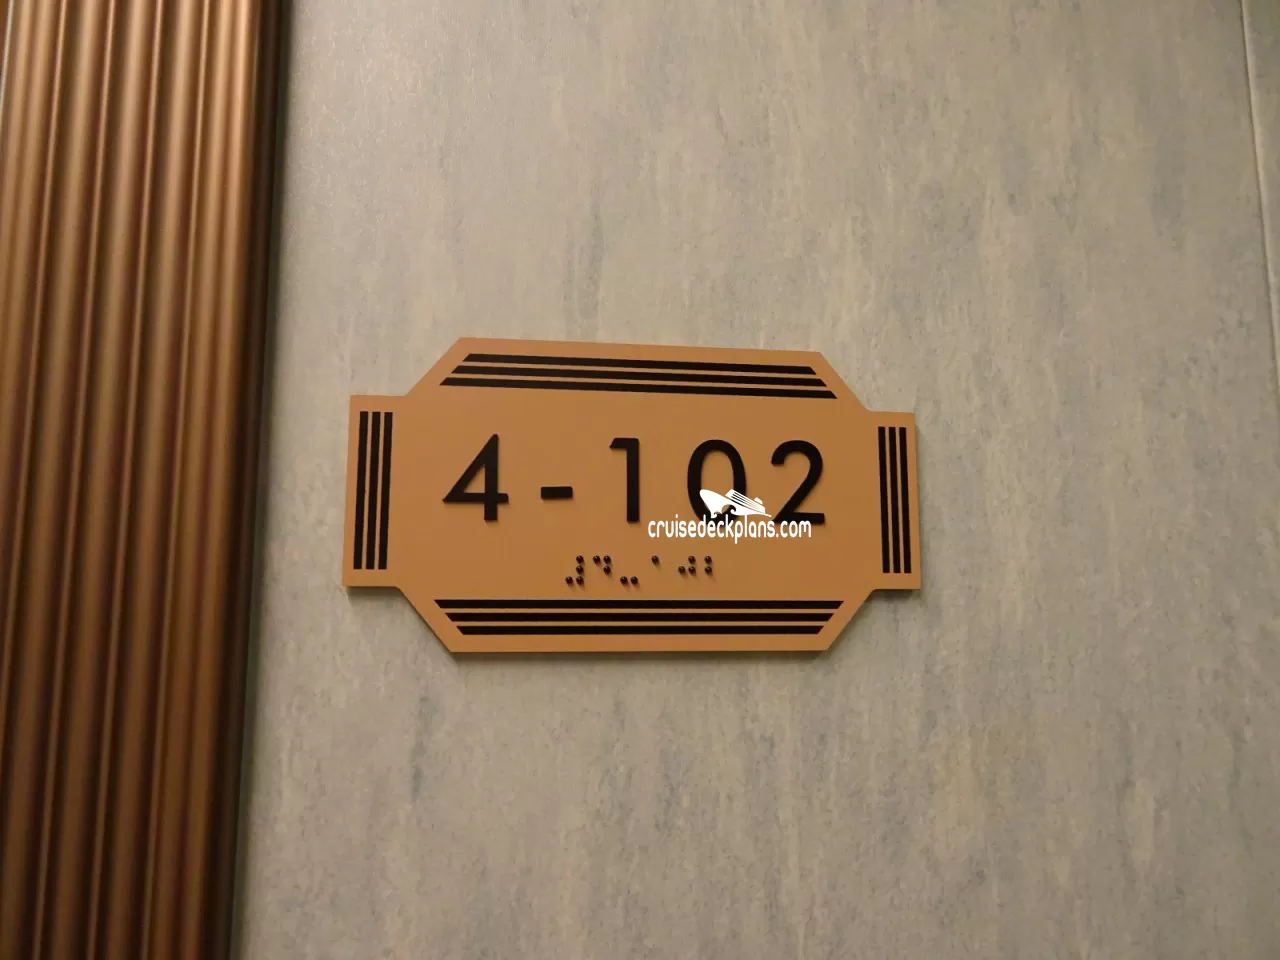 4-102
cruisedeckplans.com
⠼⠙⠤⠁⠚⠃